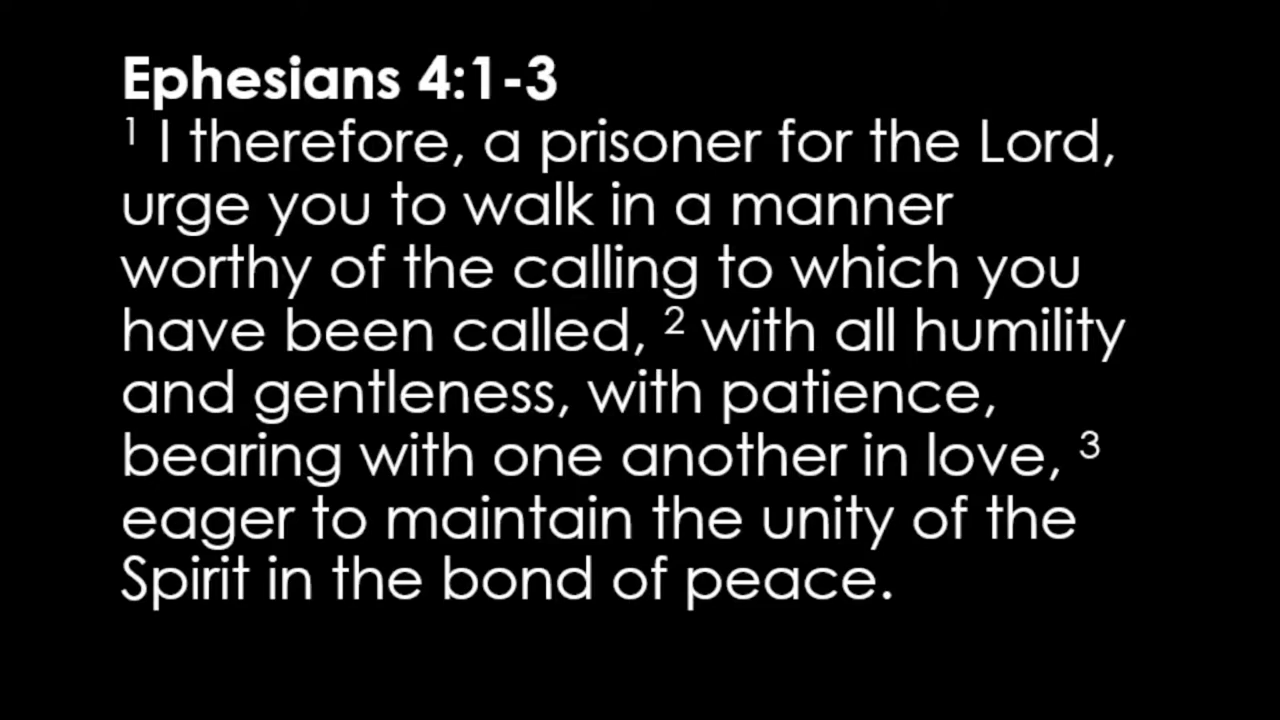 Ephesians 4:1-3
¹ I therefore, a prisoner for the Lord,
urge you to walk in a manner
worthy of the calling to which you
have been called, ² with all humility
and gentleness, with patience,
bearing with one another in love, ³
eager to maintain the unity of the
Spirit in the bond of peace.